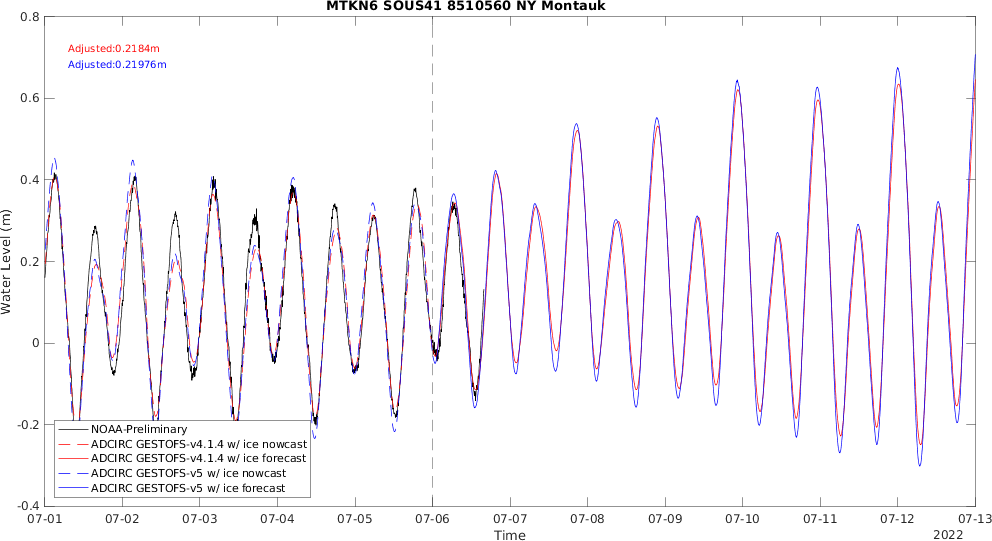 MTKN6 SOUS41 8510560 NY Montauk
0.8
Adjusted:0.2184m
Adjusted:0.21976m
0.6
0.4
0.2
0
-0.2
-0.4
Water Level (m)
NOAA-Preliminary
ADCIRC GESTOFS-v4.1.4 w/ ice nowcast
ADCIRC GESTOFS-v4.1.4 w/ ice forecast
ADCIRC GESTOFS-v5 w/ ice nowcast
ADCIRC GESTOFS-v5 w/ ice forecast
07-01 07-02 07-03 07-04 07-05 07-06 07-07 07-08 07-09 07-10 07-11 07-12 07-13
Time
2022